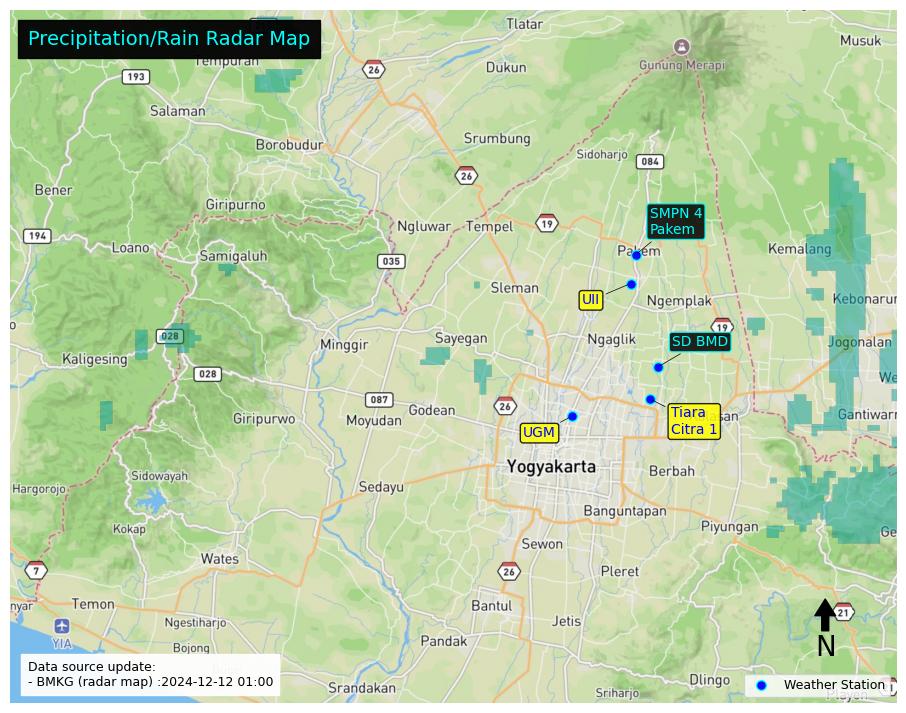 Precipitation/Rain Radar Map
Tlatar
Musuk
Gunung Merapi
Tempuran
193
26
Dukun
Salaman
Borobudur
Srumbung
Sidoharjo
084
26
Bener
Giripurno
194
Loano
Samigaluh
035
Ngluwar
Tempel
19
SMPN 4
Pakem
Pakem
Kemalang
Sleman
UII
Ngemplak
Kebonarum
028
Kaligesing
Minggir
Sayegan
Ngaglik
19
SD BMD
Jogonalan
028
087
Giripurwo
Moyudan
Godean
26
UGM
Tiara
Citra 1
Gantiwarno
Yogyakarta
Berbah
Hargorojo
Sidowayah
Sedayu
Kokap
Banguntapan
Piyungan
Wates
Sewon
7
26
Pleret
Temon
Bantul
21
Ngestiharjo
YIA
Jetis
N
Bojong
Pandak
Data source update:
- BMKG (radar map) :2024-12-12 01:00
Srandakan
Dlingo
Sriharjo
Weather Station
Playen